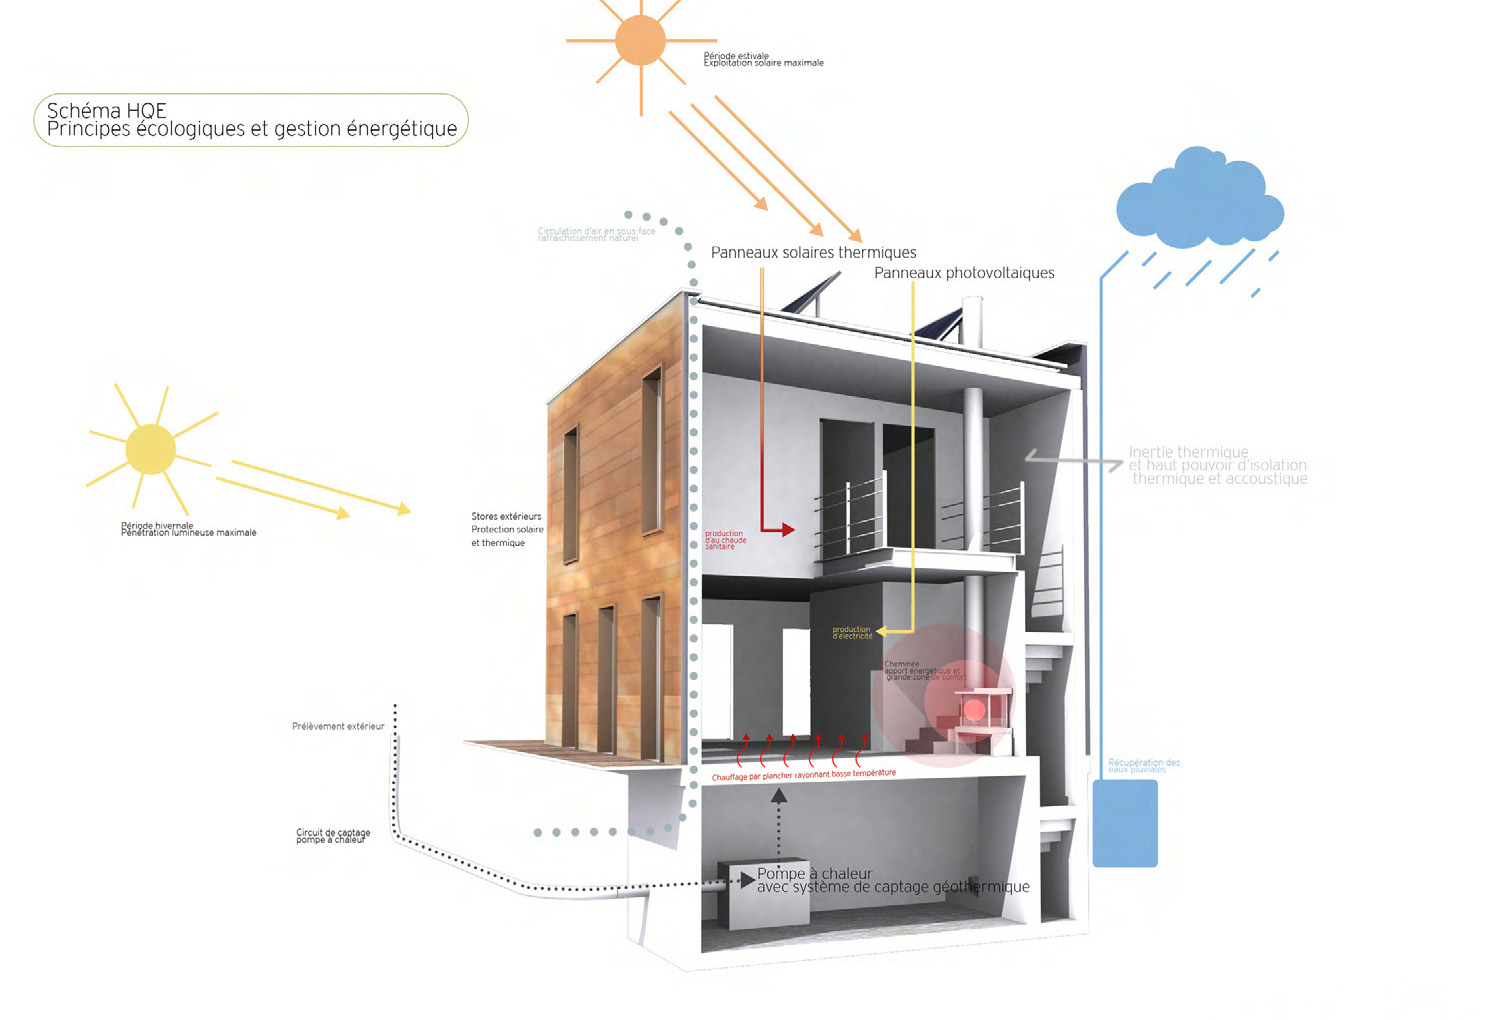 Période estivale
Exploitation solaire maximale
Schéma HQE
Principes écologiques et gestion énergétique
Circulation d'air en sous-face
rafraichissement naturel
Panneaux solaires thermiques
Panneaux photovoltaiques
Inertie thermique
et haut pouvoir d'isolation
thermique et accoustique
Période hivernale
Pénétration lumineuse maximale
Stores extérieurs
Protection solaire
et thermique
production
d'au chaude
sanitaire
production
d'électricité
Cheminée
apport énergétique et
grande zone de confort
Prélèvement extérieur
Chauffage par plancher rayonnant basse température
Récupération des
eaux pluviales
Circuit de captage
pompe à chaleur
Pompe à chaleur
avec système de captage géothermique